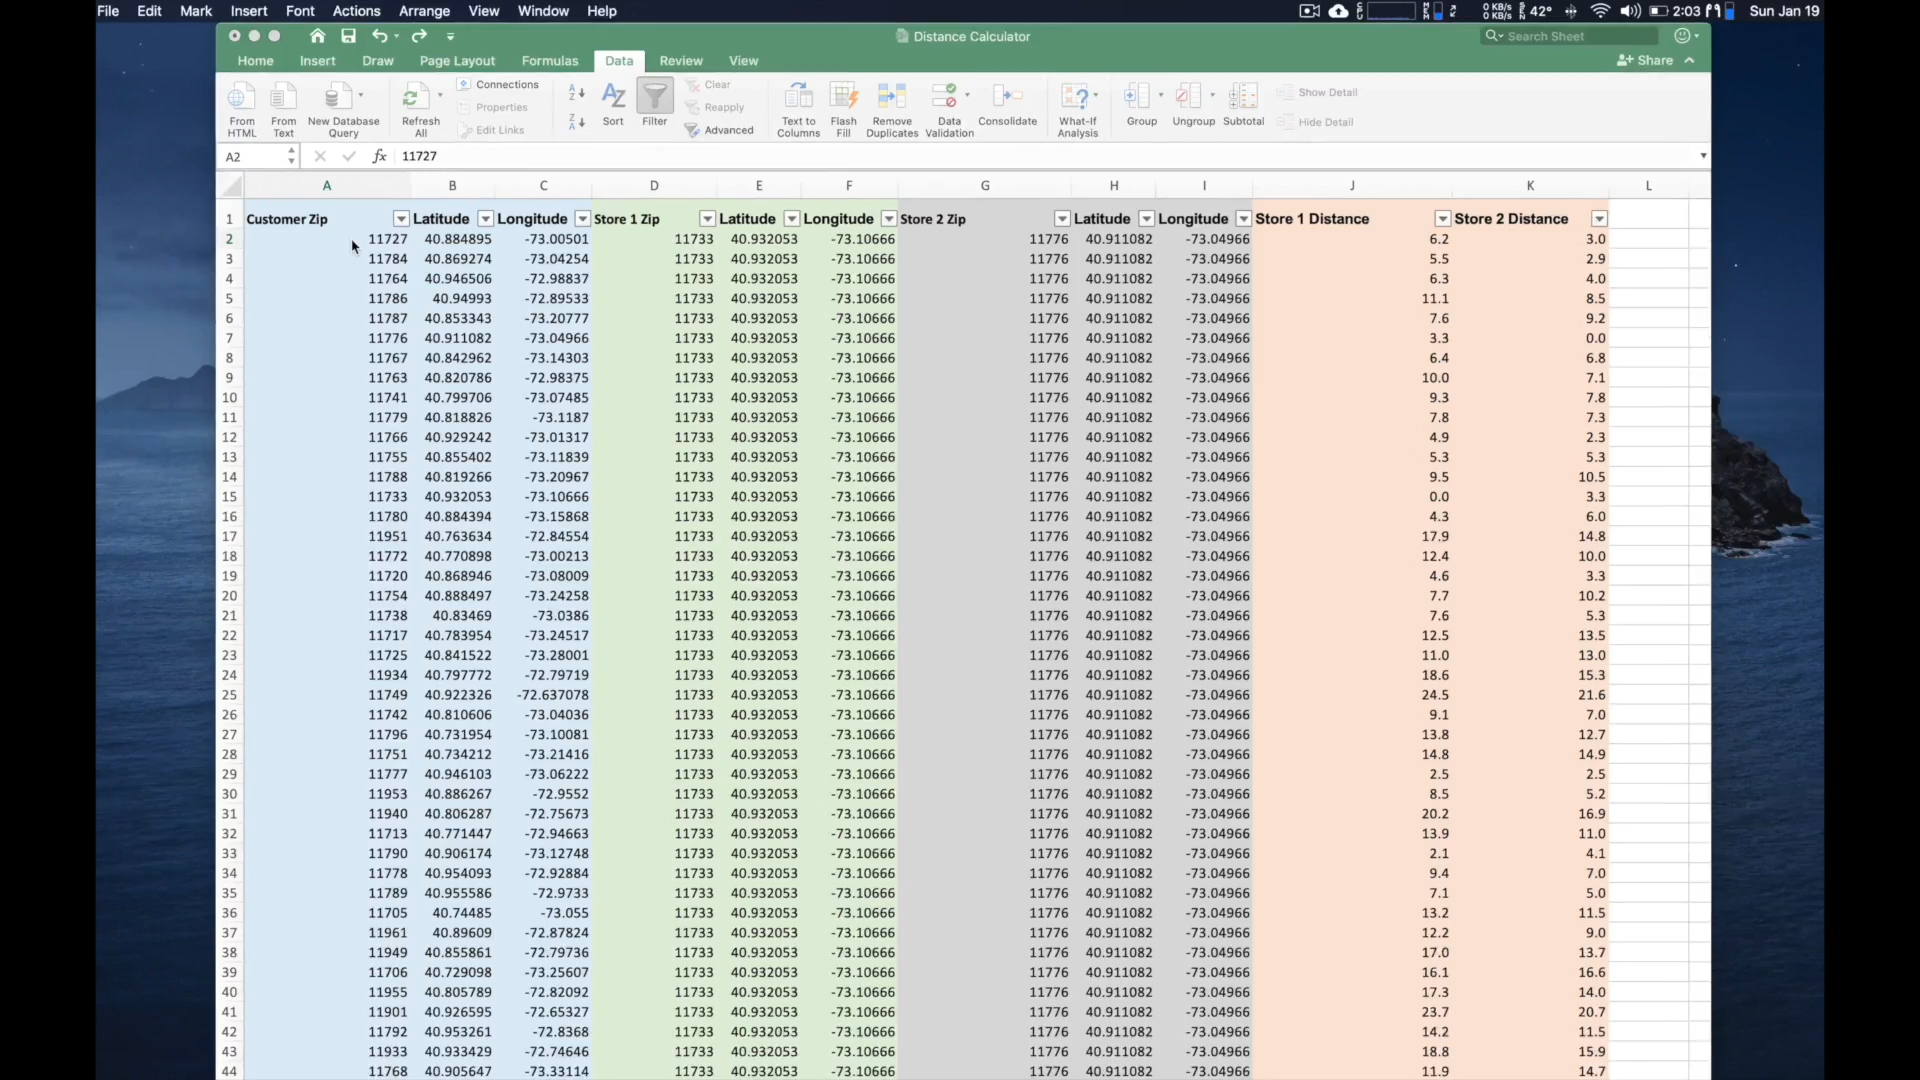 File Edit Mark Insert Font Actions Arrange View Window Help 0 KB/s 0 KB/s 42° 2:03 Sun Jan 19
Distance Calculator Search Sheet
Home Insert Draw Page Layout Formulas Data Review View Share
From HTML From Text New Database Query Refresh All Connections Properties Edit Links Sort Filter Clear Reapply Advanced Text to Columns Flash Fill Remove Duplicates Data Validation Consolidate What-If Analysis Group Ungroup Subtotal Show Detail Hide Detail
A2 fx 11727
A B C D E F G H I J K L
1 Customer Zip Latitude Longitude Store 1 Zip Latitude Longitude Store 2 Zip Latitude Longitude Store 1 Distance Store 2 Distance
2 11727 40.884895 -73.00501 11733 40.932053 -73.10666 11776 40.911082 -73.04966 6.2 3.0
3 11784 40.869274 -73.04254 11733 40.932053 -73.10666 11776 40.911082 -73.04966 5.5 2.9
4 11764 40.946506 -72.98837 11733 40.932053 -73.10666 11776 40.911082 -73.04966 6.3 4.0
5 11786 40.94993 -72.89533 11733 40.932053 -73.10666 11776 40.911082 -73.04966 11.1 8.5
6 11787 40.853343 -73.20777 11733 40.932053 -73.10666 11776 40.911082 -73.04966 7.6 9.2
7 11776 40.911082 -73.04966 11733 40.932053 -73.10666 11776 40.911082 -73.04966 3.3 0.0
8 11767 40.842962 -73.14303 11733 40.932053 -73.10666 11776 40.911082 -73.04966 6.4 6.8
9 11763 40.820786 -72.98375 11733 40.932053 -73.10666 11776 40.911082 -73.04966 10.0 7.1
10 11741 40.799706 -73.07485 11733 40.932053 -73.10666 11776 40.911082 -73.04966 9.3 7.8
11 11779 40.818826 -73.1187 11733 40.932053 -73.10666 11776 40.911082 -73.04966 7.8 7.3
12 11766 40.929242 -73.01317 11733 40.932053 -73.10666 11776 40.911082 -73.04966 4.9 2.3
13 11755 40.855402 -73.11839 11733 40.932053 -73.10666 11776 40.911082 -73.04966 5.3 5.3
14 11788 40.819266 -73.20967 11733 40.932053 -73.10666 11776 40.911082 -73.04966 9.5 10.5
15 11733 40.932053 -73.10666 11733 40.932053 -73.10666 11776 40.911082 -73.04966 0.0 3.3
16 11780 40.884394 -73.15868 11733 40.932053 -73.10666 11776 40.911082 -73.04966 4.3 6.0
17 11951 40.763634 -72.84554 11733 40.932053 -73.10666 11776 40.911082 -73.04966 17.9 14.8
18 11772 40.770898 -73.00213 11733 40.932053 -73.10666 11776 40.911082 -73.04966 12.4 10.0
19 11720 40.868946 -73.08009 11733 40.932053 -73.10666 11776 40.911082 -73.04966 4.6 3.3
20 11754 40.888497 -73.24258 11733 40.932053 -73.10666 11776 40.911082 -73.04966 7.7 10.2
21 11738 40.83469 -73.0386 11733 40.932053 -73.10666 11776 40.911082 -73.04966 7.6 5.3
22 11717 40.783954 -73.24517 11733 40.932053 -73.10666 11776 40.911082 -73.04966 12.5 13.5
23 11725 40.841522 -73.28001 11733 40.932053 -73.10666 11776 40.911082 -73.04966 11.0 13.0
24 11934 40.797772 -72.79719 11733 40.932053 -73.10666 11776 40.911082 -73.04966 18.6 15.3
25 11749 40.922326 -72.637078 11733 40.932053 -73.10666 11776 40.911082 -73.04966 24.5 21.6
26 11742 40.810606 -73.04036 11733 40.932053 -73.10666 11776 40.911082 -73.04966 9.1 7.0
27 11796 40.731954 -73.10081 11733 40.932053 -73.10666 11776 40.911082 -73.04966 13.8 12.7
28 11751 40.734212 -73.21416 11733 40.932053 -73.10666 11776 40.911082 -73.04966 14.8 14.9
29 11777 40.946103 -73.06222 11733 40.932053 -73.10666 11776 40.911082 -73.04966 2.5 2.5
30 11953 40.886267 -72.9552 11733 40.932053 -73.10666 11776 40.911082 -73.04966 8.5 5.2
31 11940 40.806287 -72.75673 11733 40.932053 -73.10666 11776 40.911082 -73.04966 20.2 16.9
32 11713 40.771447 -72.94663 11733 40.932053 -73.10666 11776 40.911082 -73.04966 13.9 11.0
33 11790 40.906174 -73.12748 11733 40.932053 -73.10666 11776 40.911082 -73.04966 2.1 4.1
34 11778 40.954093 -72.92884 11733 40.932053 -73.10666 11776 40.911082 -73.04966 9.4 7.0
35 11789 40.955586 -72.9733 11733 40.932053 -73.10666 11776 40.911082 -73.04966 7.1 5.0
36 11705 40.74485 -73.055 11733 40.932053 -73.10666 11776 40.911082 -73.04966 13.2 11.5
37 11961 40.89609 -72.87824 11733 40.932053 -73.10666 11776 40.911082 -73.04966 12.2 9.0
38 11949 40.855861 -72.79736 11733 40.932053 -73.10666 11776 40.911082 -73.04966 17.0 13.7
39 11706 40.729098 -73.25607 11733 40.932053 -73.10666 11776 40.911082 -73.04966 16.1 16.6
40 11955 40.805789 -72.82092 11733 40.932053 -73.10666 11776 40.911082 -73.04966 17.3 14.0
41 11901 40.926595 -72.65327 11733 40.932053 -73.10666 11776 40.911082 -73.04966 23.7 20.7
42 11792 40.953261 -72.8368 11733 40.932053 -73.10666 11776 40.911082 -73.04966 14.2 11.5
43 11933 40.933429 -72.74646 11733 40.932053 -73.10666 11776 40.911082 -73.04966 18.8 15.9
44 11768 40.905647 -73.33114 11733 40.932053 -73.10666 11776 40.911082 -73.04966 11.9 14.7